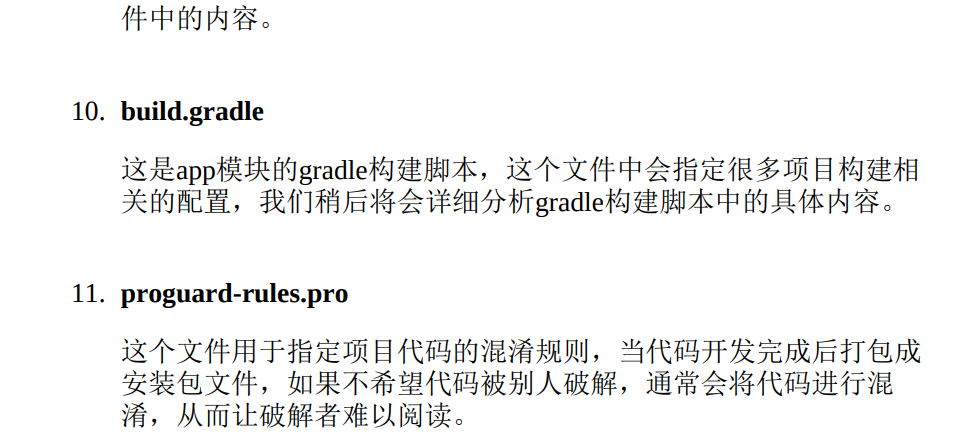 件中的内容。
10. build.gradle
这是app模块的gradle构建脚本，这个文件中会指定很多项目构建相
关的配置，我们稍后将会详细分析gradle构建脚本中的具体内容。
11. proguard-rules.pro
这个文件用于指定项目代码的混淆规则，当代码开发完成后打包成
安装包文件，如果不希望代码被别人破解，通常会将代码进行混
淆，从而让破解者难以阅读。